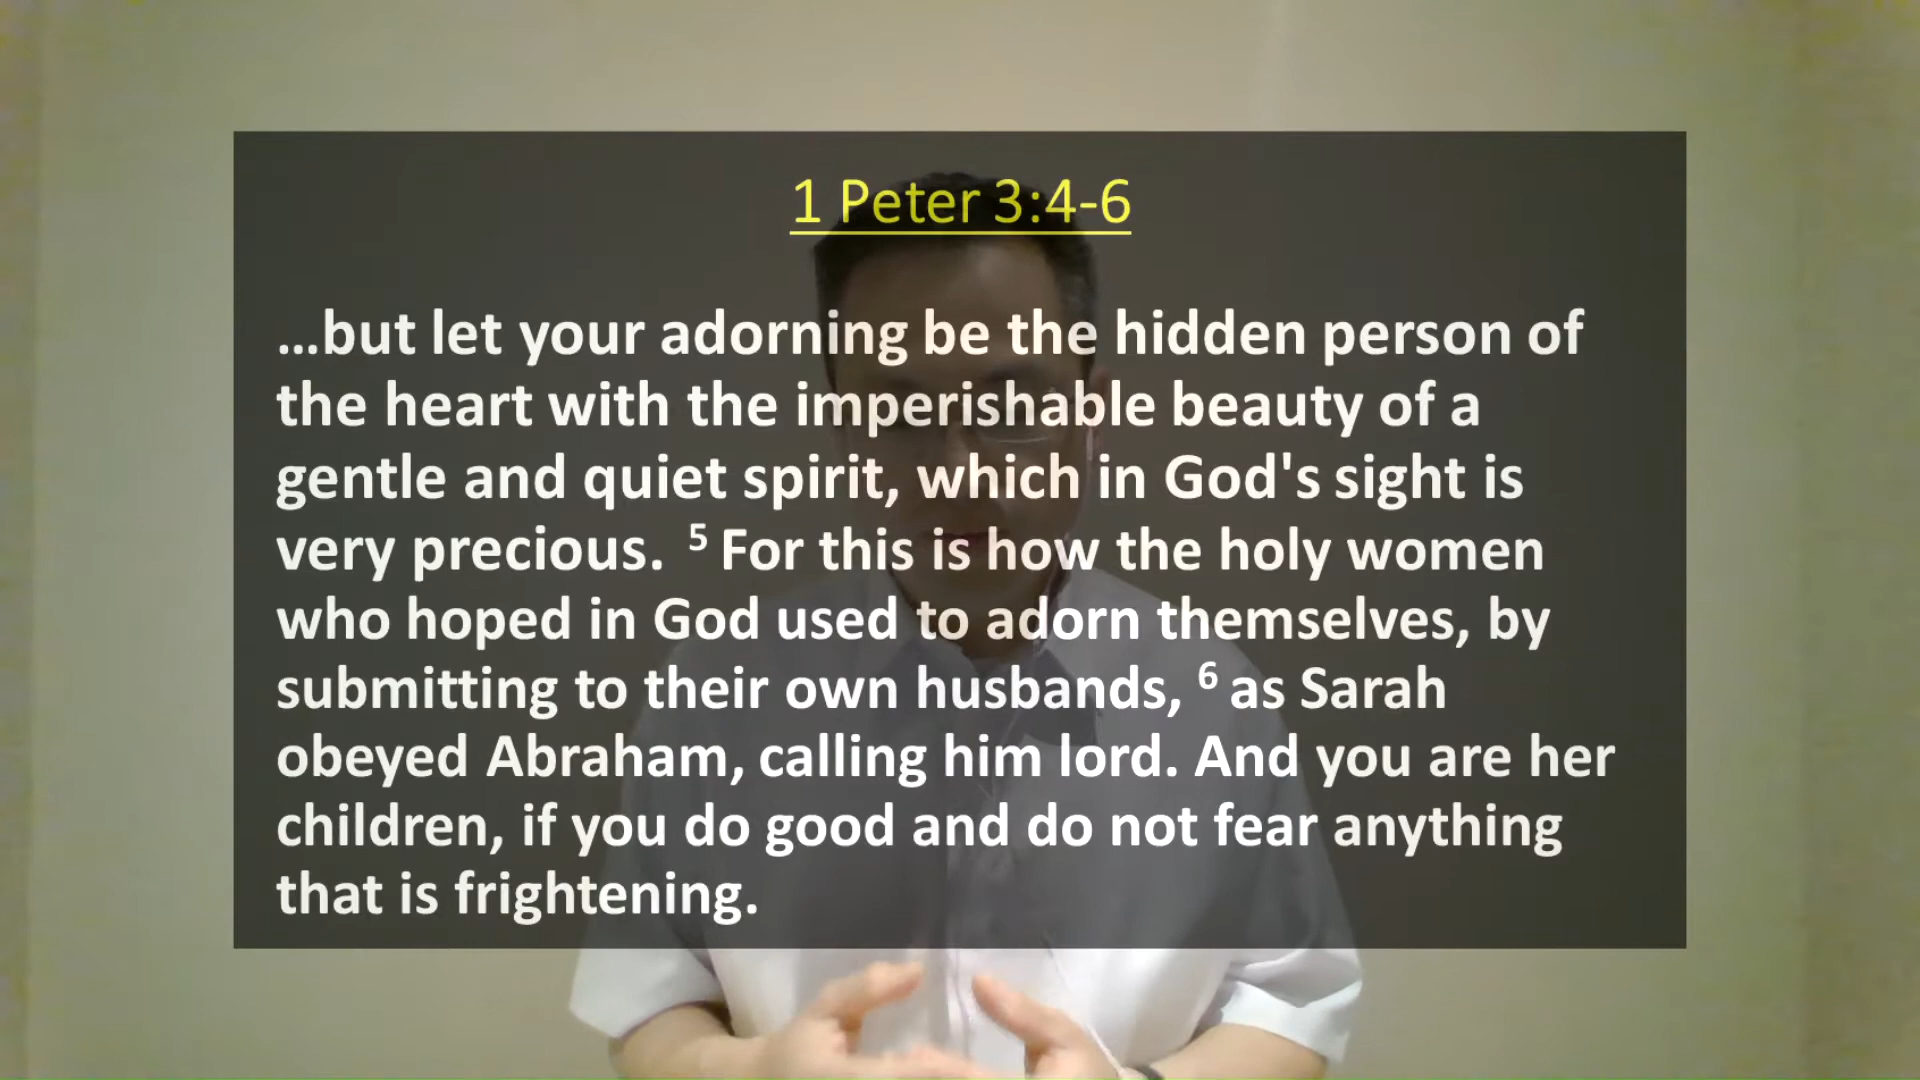 1 Peter 3:4-6
…but let your adorning be the hidden person of
the heart with the imperishable beauty of a
gentle and quiet spirit, which in God's sight is
very precious. ⁵ For this is how the holy women
who hoped in God used to adorn themselves, by
submitting to their own husbands, ⁶ as Sarah
obeyed Abraham, calling him lord. And you are her
children, if you do good and do not fear anything
that is frightening.